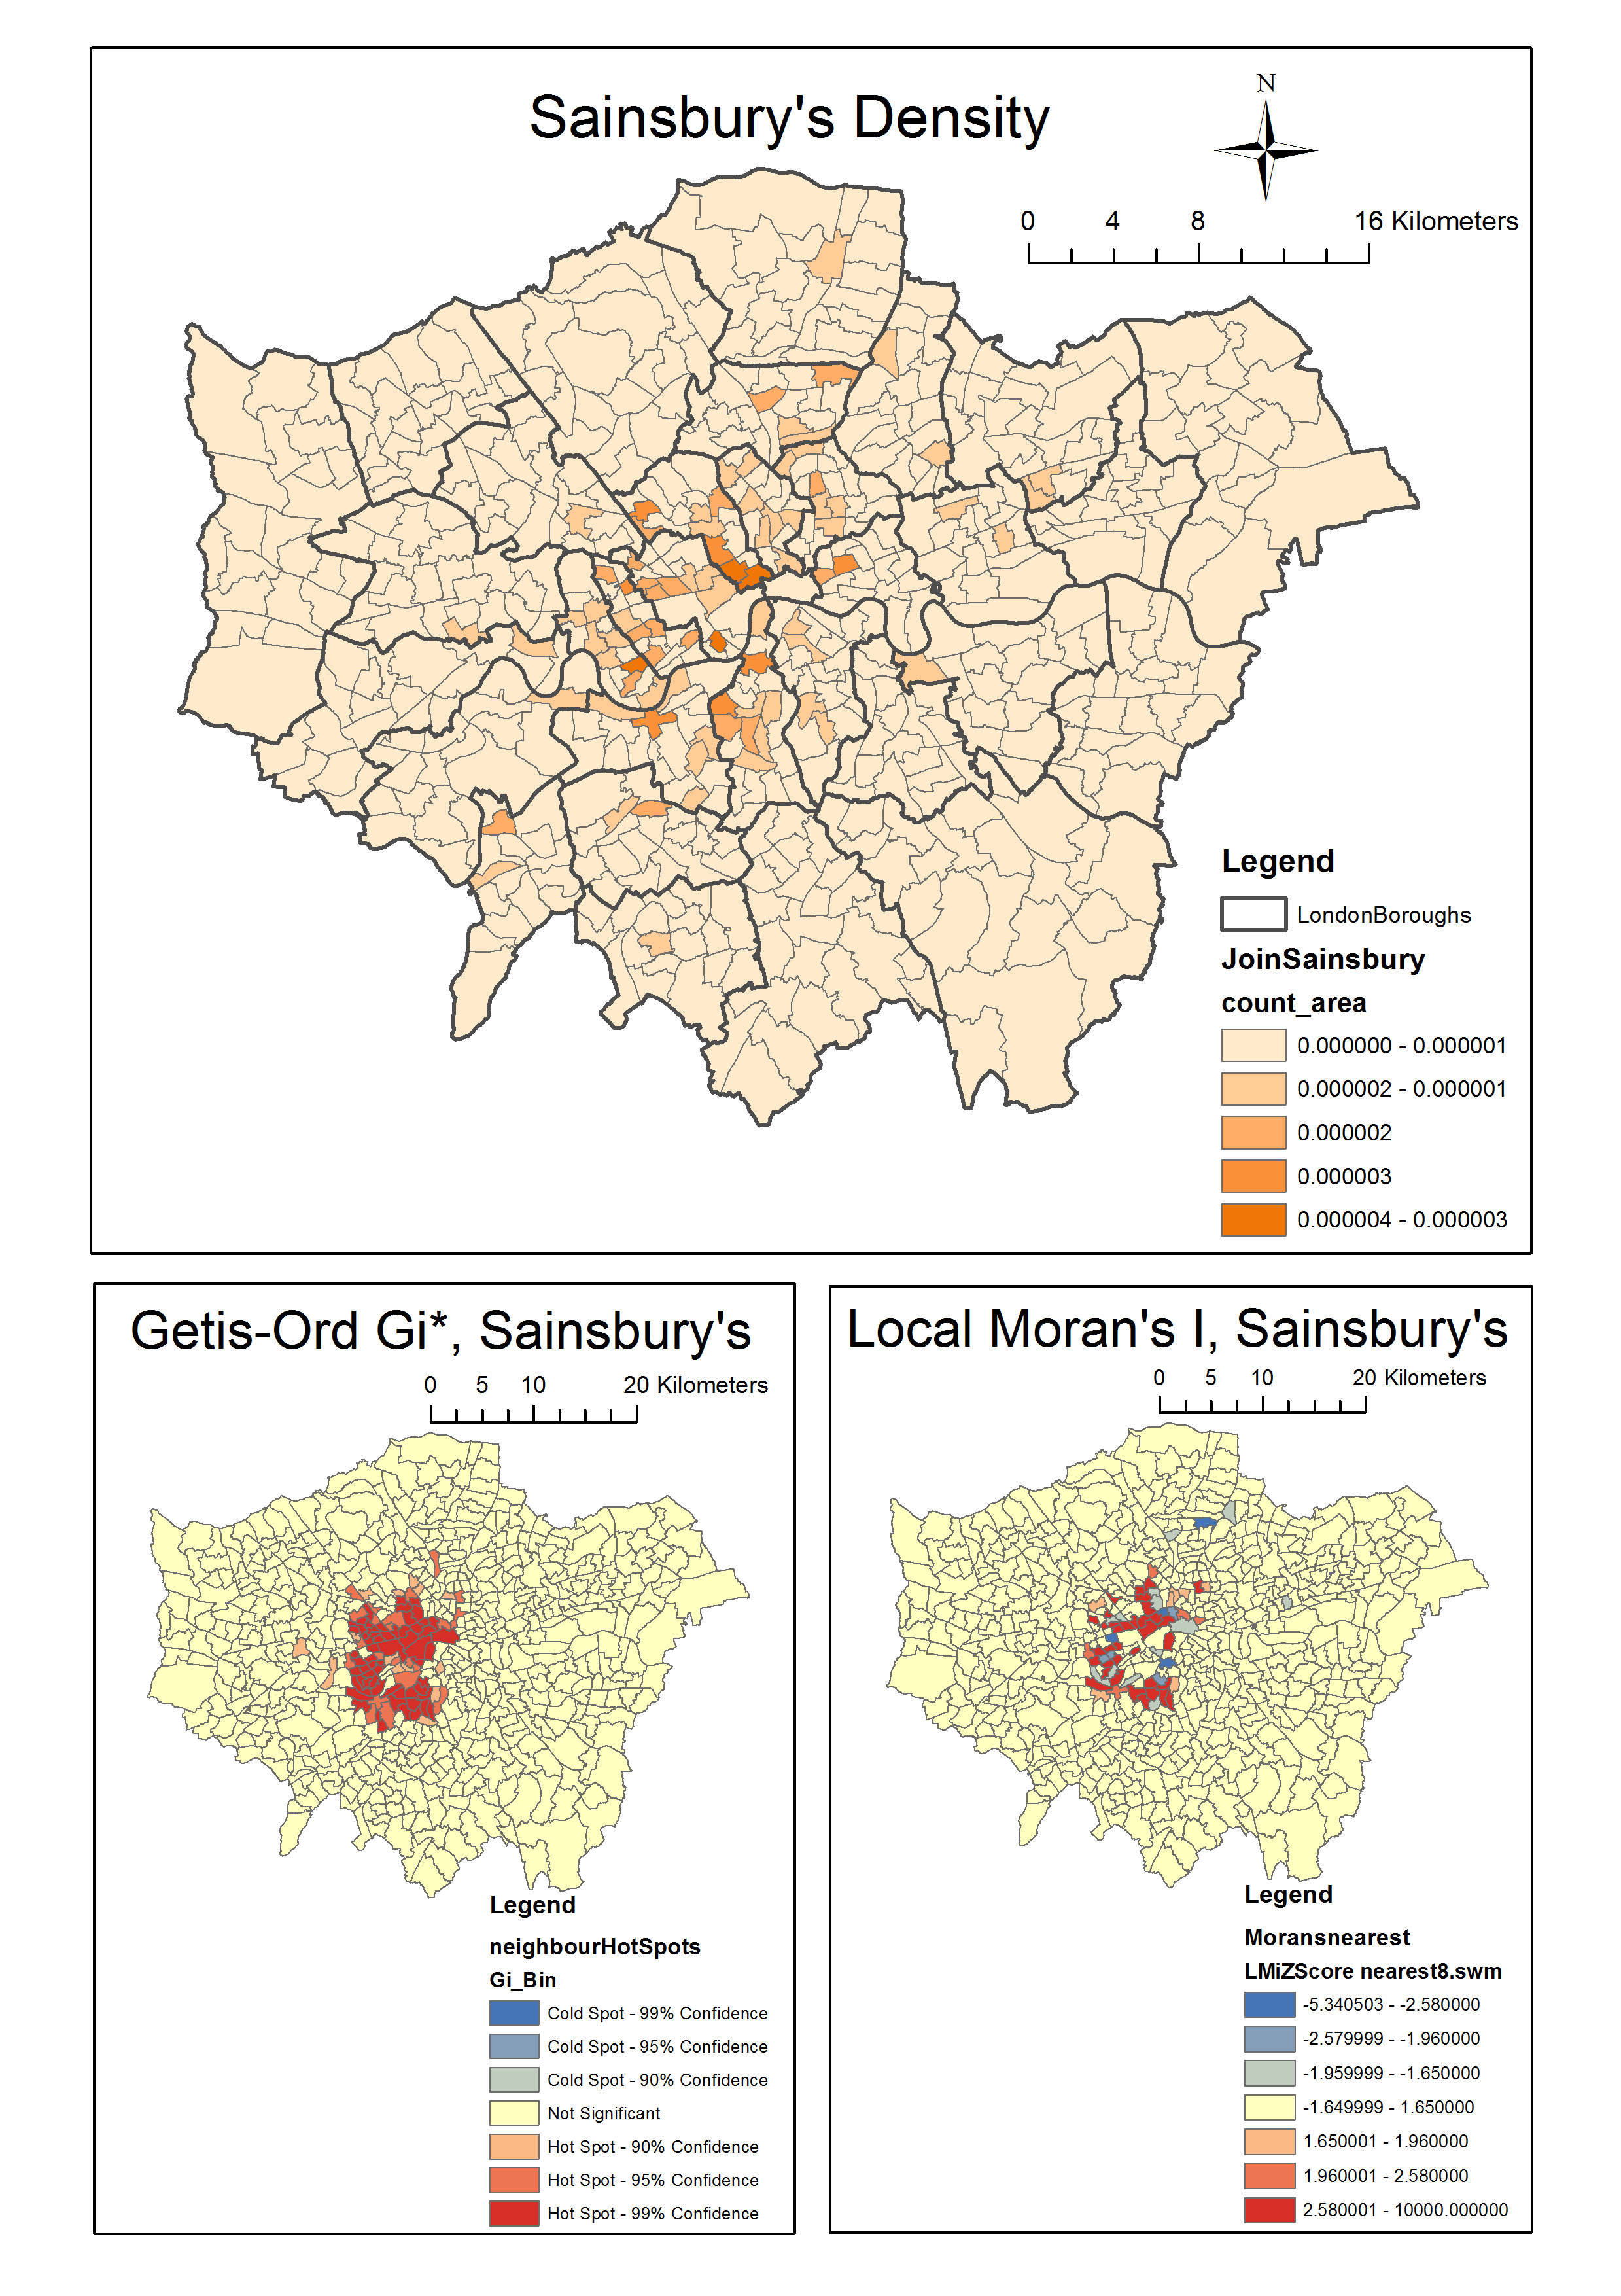 Sainsbury's Density
N
0 4 8 16 Kilometers
Legend
LondonBoroughs
JoinSainsbury
count_area
0.000000 - 0.000001
0.000002 - 0.000001
0.000002
0.000003
0.000004 - 0.000003
Getis-Ord Gi*, Sainsbury's
0 5 10 20 Kilometers
Legend
neighbourHotSpots
Gi_Bin
Cold Spot - 99% Confidence
Cold Spot - 95% Confidence
Cold Spot - 90% Confidence
Not Significant
Hot Spot - 90% Confidence
Hot Spot - 95% Confidence
Hot Spot - 99% Confidence
Local Moran's I, Sainsbury's
0 5 10 20 Kilometers
Legend
Moransnearest
LMiZScore nearest8.swm
-5.340503 - -2.580000
-2.579999 - -1.960000
-1.959999 - -1.650000
-1.649999 - 1.650000
1.650001 - 1.960000
1.960001 - 2.580000
2.580001 - 10000.000000